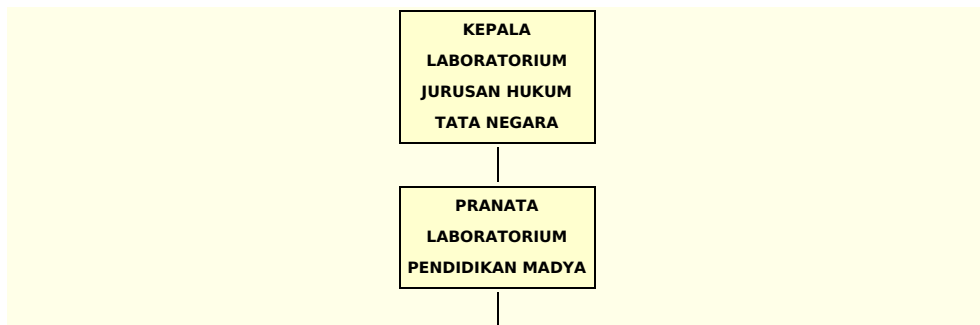 KEPALA
LABORATORIUM
JURUSAN HUKUM
TATA NEGARA
PRANATA
LABORATORIUM
PENDIDIKAN MADYA